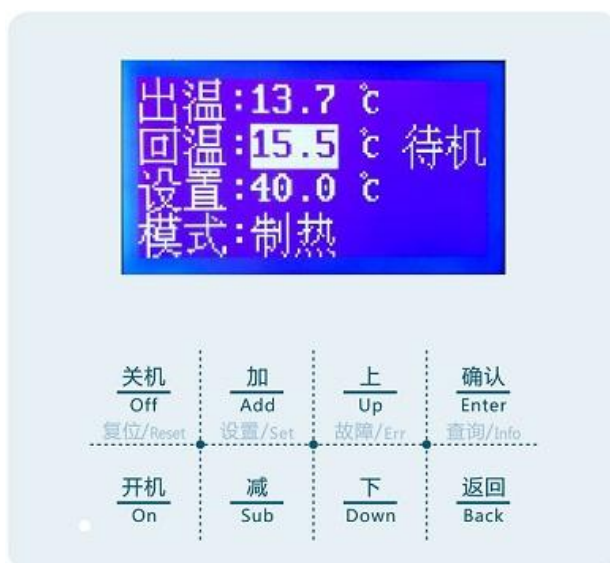 出温:13.7 ℃
回温:15.5 ℃ 待机
设置:40.0 ℃
模式:制热
关机 加 上 确认
Off Add Up Enter
复位/Reset 设置/Set 故障/Err 查询/Info
开机 减 下 返回
On Sub Down Back